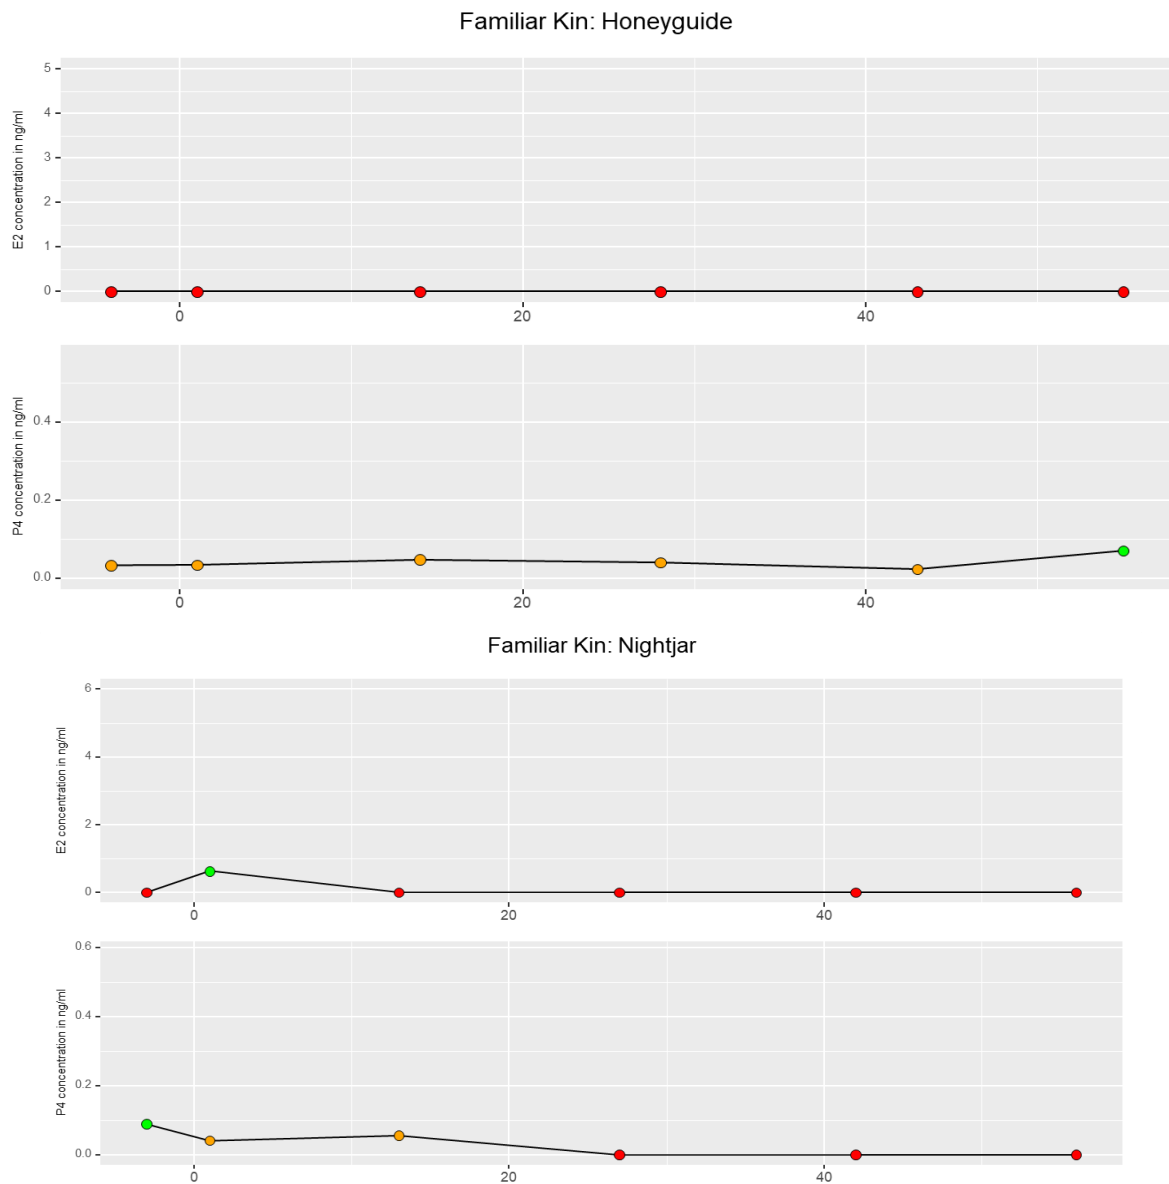 Familiar Kin: Honeyguide
E2 concentration in ng/ml
5
4
3
2
1
0
0 20 40
P4 concentration in ng/ml
0.4
0.2
0.0
0 20 40
Familiar Kin: Nightjar
E2 concentration in ng/ml
6
4
2
0
0 20 40
P4 concentration in ng/ml
0.6
0.4
0.2
0.0
0 20 40